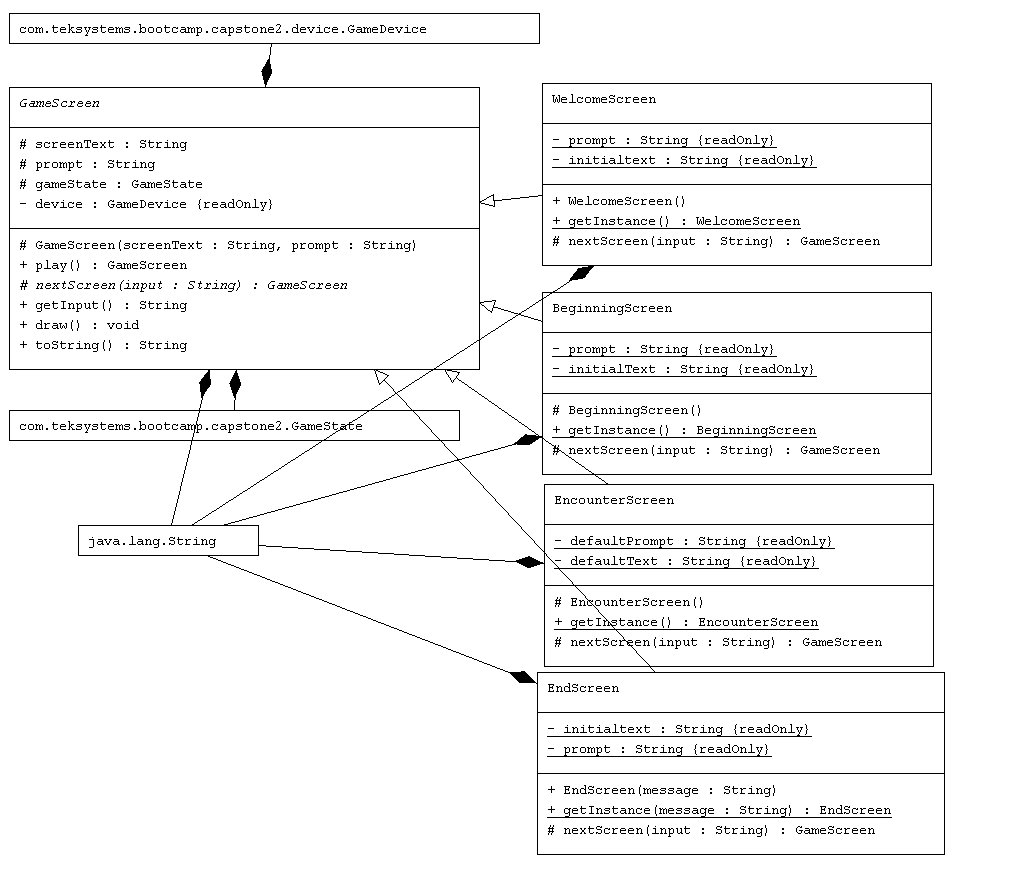 com.teksystems.bootcamp.capstone2.device.GameDevice
GameScreen
# screenText : String
# prompt : String
# gameState : GameState
- device : GameDevice {readOnly}
# GameScreen(screenText : String, prompt : String)
+ play() : GameScreen
# nextScreen(input : String) : GameScreen
+ getInput() : String
+ draw() : void
+ toString() : String
com.teksystems.bootcamp.capstone2.GameState
java.lang.String
WelcomeScreen
- prompt : String {readOnly}
- initialtext : String {readOnly}
+ WelcomeScreen()
+ getInstance() : WelcomeScreen
# nextScreen(input : String) : GameScreen
BeginningScreen
- prompt : String {readOnly}
- initialText : String {readOnly}
# BeginningScreen()
+ getInstance() : BeginningScreen
# nextScreen(input : String) : GameScreen
EncounterScreen
- defaultPrompt : String {readOnly}
- defaultText : String {readOnly}
# EncounterScreen()
+ getInstance() : EncounterScreen
# nextScreen(input : String) : GameScreen
EndScreen
- initialtext : String {readOnly}
- prompt : String {readOnly}
+ EndScreen(message : String)
+ getInstance(message : String) : EndScreen
# nextScreen(input : String) : GameScreen